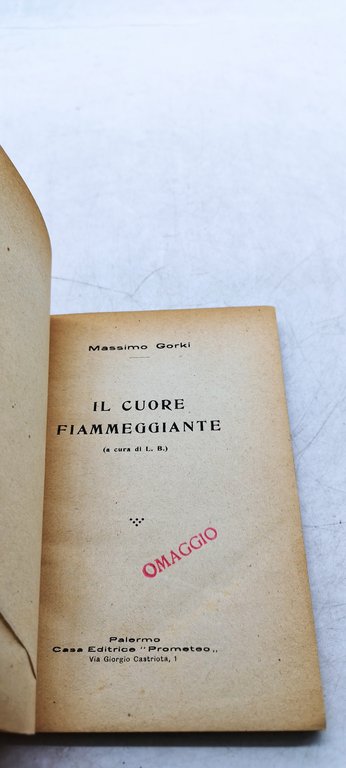 Massimo Gorki
IL CUORE
FIAMMEGGIANTE
(a cura di L. B.)
OMAGGIO
Palermo
Casa Editrice "Prometeo„
Via Giorgio Castriota, 1